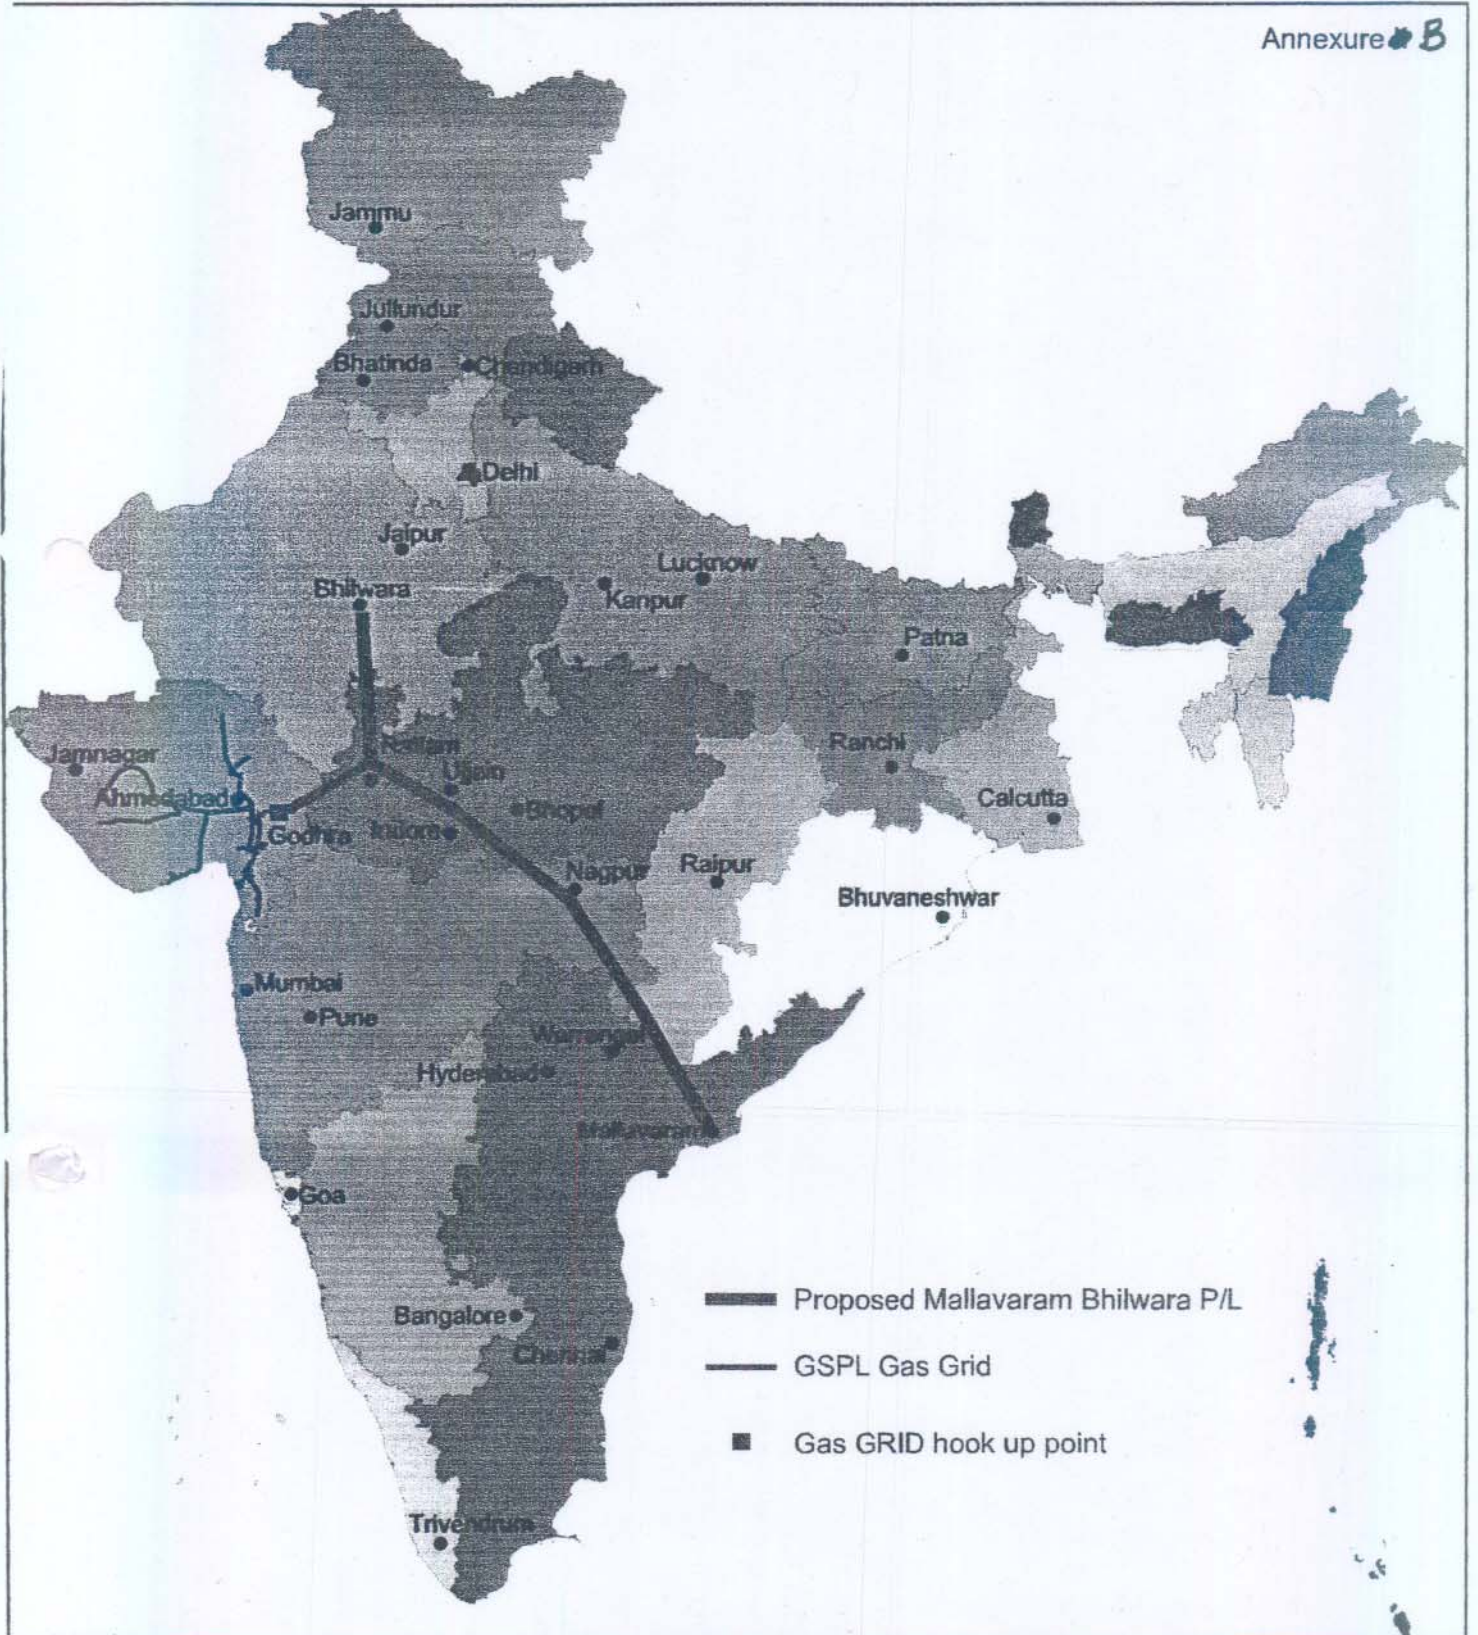 Annexure B
Jammu
Jullundur
Bhatinda
Chandigarh
Delhi
Jaipur
Lucknow
Bhilwara
Kanpur
Patna
Ratlam
Ranchi
Jamnagar
Ujjain
Ahmedabad
Bhopal
Calcutta
Godhra
Indore
Nagpur
Raipur
Bhuvaneshwar
Mumbai
Pune
Warrangal
Hyderabad
Mallavaram
Goa
Proposed Mallavaram Bhilwara P/L
Bangalore
Chennai
GSPL Gas Grid
Gas GRID hook up point
Trivendrum